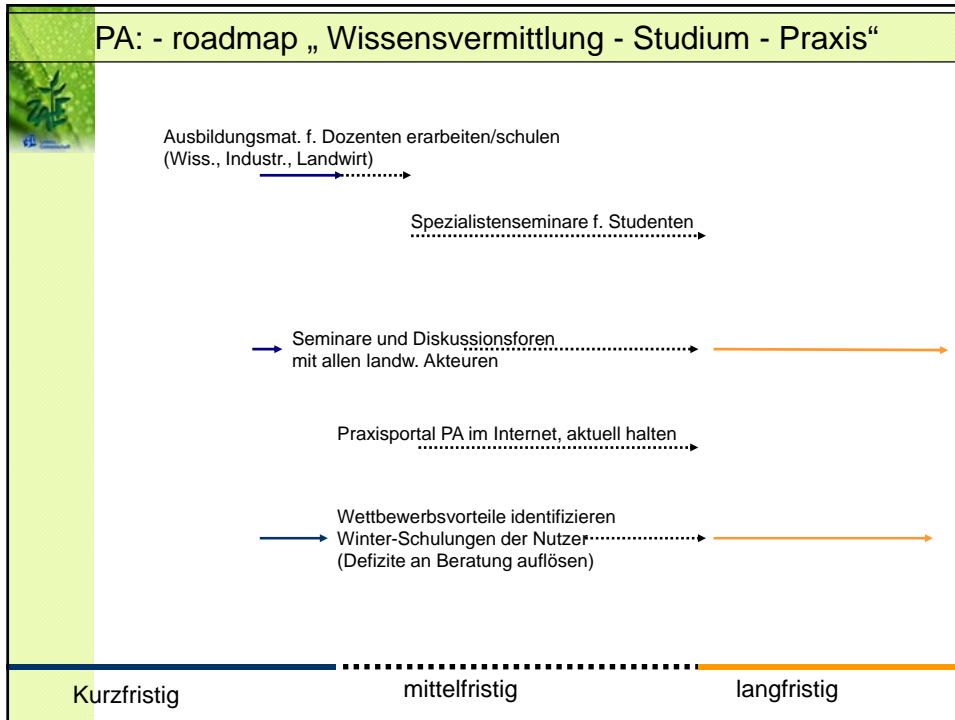 PA: - roadmap „ Wissensvermittlung - Studium - Praxis“
Ausbildungsmat. f. Dozenten erarbeiten/schulen
(Wiss., Industr., Landwirt)
Spezialistenseminare f. Studenten
Seminare und Diskussionsforen
mit allen landw. Akteuren
Praxisportal PA im Internet, aktuell halten
Wettbewerbsvorteile identifizieren
Winter-Schulungen der Nutzer
(Defizite an Beratung auflösen)
Kurzfristig
mittelfristig
langfristig